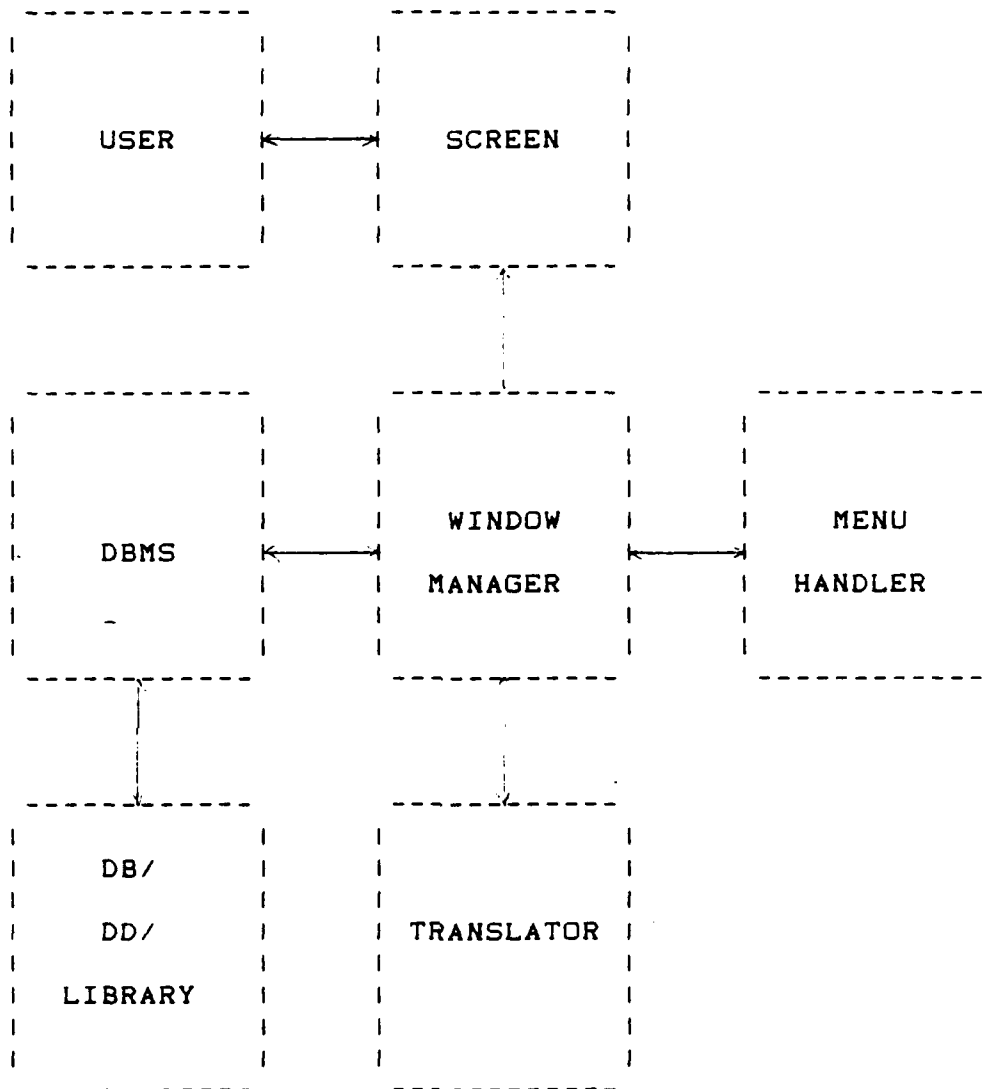 USER
SCREEN
DBMS
WINDOW
MANAGER
MENU
HANDLER
DB/
DD/
LIBRARY
TRANSLATOR